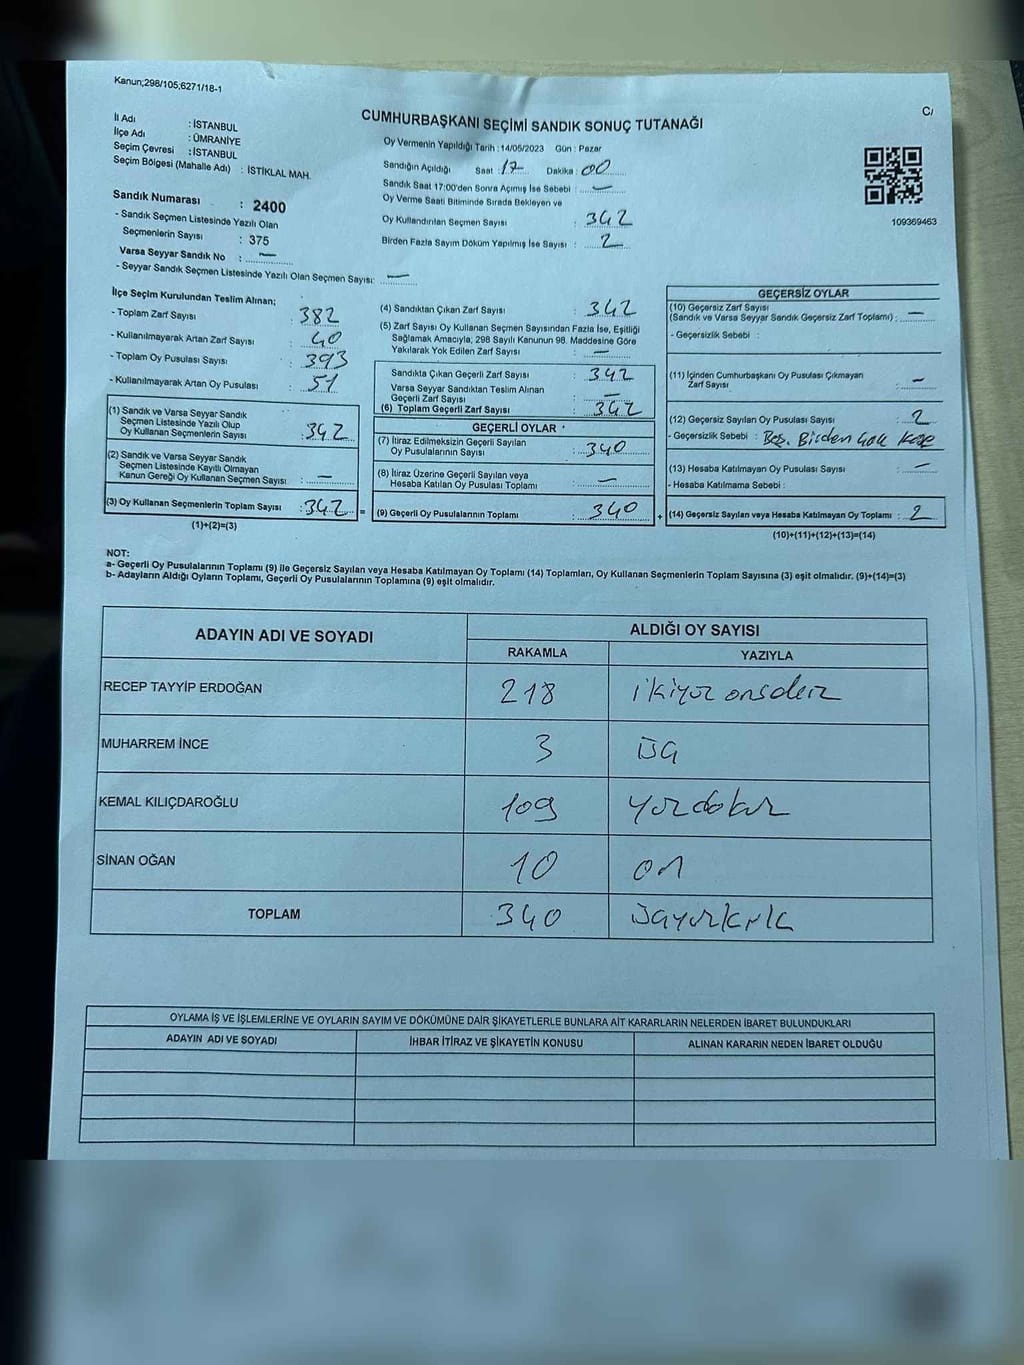 Kanun;298/105;6271/18-1
C/
CUMHURBAŞKANI SEÇİMİ SANDIK SONUÇ TUTANAĞI
İl Adı : İSTANBUL
İlçe Adı : ÜMRANİYE
Seçim Çevresi : İSTANBUL
Seçim Bölgesi (Mahalle Adı) : İSTİKLAL MAH.
Sandık Numarası : 2400
- Sandık Seçmen Listesinde Yazılı Olan
Seçmenlerin Sayısı : 375
Varsa Seyyar Sandık No : —
- Seyyar Sandık Seçmen Listesinde Yazılı Olan Seçmen Sayısı: —
Oy Vermenin Yapıldığı Tarih : 14/05/2023 Gün : Pazar
Sandığın Açıldığı Saat : 17 Dakika : 00
Sandık Saat 17:00'den Sonra Açımış İse Sebebi : —
Oy Verme Saati Bitiminde Sırada Bekleyen ve
Oy Kullandırılan Seçmen Sayısı : 342
Birden Fazla Sayım Döküm Yapılmış İse Sayısı : 2
109369463
İlçe Seçim Kurulundan Teslim Alınan;
- Toplam Zarf Sayısı : 382
- Kullanılmayarak Artan Zarf Sayısı : 40
- Toplam Oy Pusulası Sayısı : 393
- Kullanılmayarak Artan Oy Pusulası : 51
(1) Sandık ve Varsa Seyyar Sandık
Seçmen Listesinde Yazılı Olup
Oy Kullanan Seçmenlerin Sayısı : 342
(2) Sandık ve Varsa Seyyar Sandık
Seçmen Listesinde Kayıtlı Olmayan
Kanun Gereği Oy Kullanan Seçmen Sayısı : —
(3) Oy Kullanan Seçmenlerin Toplam Sayısı : 342 =
(1)+(2)=(3)
(4) Sandıktan Çıkan Zarf Sayısı : 342
(5) Zarf Sayısı Oy Kullanan Seçmen Sayısından Fazla İse, Eşitliği
Sağlamak Amacıyla; 298 Sayılı Kanunun 98. Maddesine Göre
Yakılarak Yok Edilen Zarf Sayısı : —
Sandıkta Çıkan Geçerli Zarf Sayısı : 342
Varsa Seyyar Sandıktan Teslim Alınan
Geçerli Zarf Sayısı : —
(6) Toplam Geçerli Zarf Sayısı : 342
GEÇERLİ OYLAR
(7) İtiraz Edilmeksizin Geçerli Sayılan
Oy Pusulalarının Sayısı : 340
(8) İtiraz Üzerine Geçerli Sayılan veya
Hesaba Katılan Oy Pusulası Toplamı : —
(9) Geçerli Oy Pusulalarının Toplamı : 340 +
GEÇERSİZ OYLAR
(10) Geçersiz Zarf Sayısı
(Sandık ve Varsa Seyyar Sandık Geçersiz Zarf Toplamı) : —
- Geçersizlik Sebebi :
(11) İçinden Cumhurbaşkanı Oy Pusulası Çıkmayan
Zarf Sayısı : —
(12) Geçersiz Sayılan Oy Pusulası Sayısı : 2
- Geçersizlik Sebebi : Birden
(13) Hesaba Katılmayan Oy Pusulası Sayısı : —
- Hesaba Katılmama Sebebi :
(14) Geçersiz Sayılan veya Hesaba Katılmayan Oy Toplamı : 2
(10)+(11)+(12)+(13)=(14)
NOT:
a- Geçerli Oy Pusulalarının Toplamı (9) ile Geçersiz Sayılan veya Hesaba Katılmayan Oy Toplamı (14) Toplamları, Oy Kullanan Seçmenlerin Toplam Sayısına (3) eşit olmalıdır. (9)+(14)=(3)
b- Adayların Aldığı Oyların Toplamı, Geçerli Oy Pusulalarının Toplamına (9) eşit olmalıdır.
ADAYIN ADI VE SOYADI ALDIĞI OY SAYISI
RAKAMLA YAZIYLA
RECEP TAYYİP ERDOĞAN 218 ikiyüz onsekiz
MUHARREM İNCE 3 üç
KEMAL KILIÇDAROĞLU 109 yüzdokuz
SİNAN OĞAN 10 on
TOPLAM 340 üçyüzkırk
OYLAMA İŞ VE İŞLEMLERİNE VE OYLARIN SAYIM VE DÖKÜMÜNE DAİR ŞİKAYETLERLE BUNLARA AİT KARARLARIN NELERDEN İBARET BULUNDUKLARI
ADAYIN ADI VE SOYADI İHBAR İTİRAZ VE ŞİKAYETİN KONUSU ALINAN KARARIN NEDEN İBARET OLDUĞU